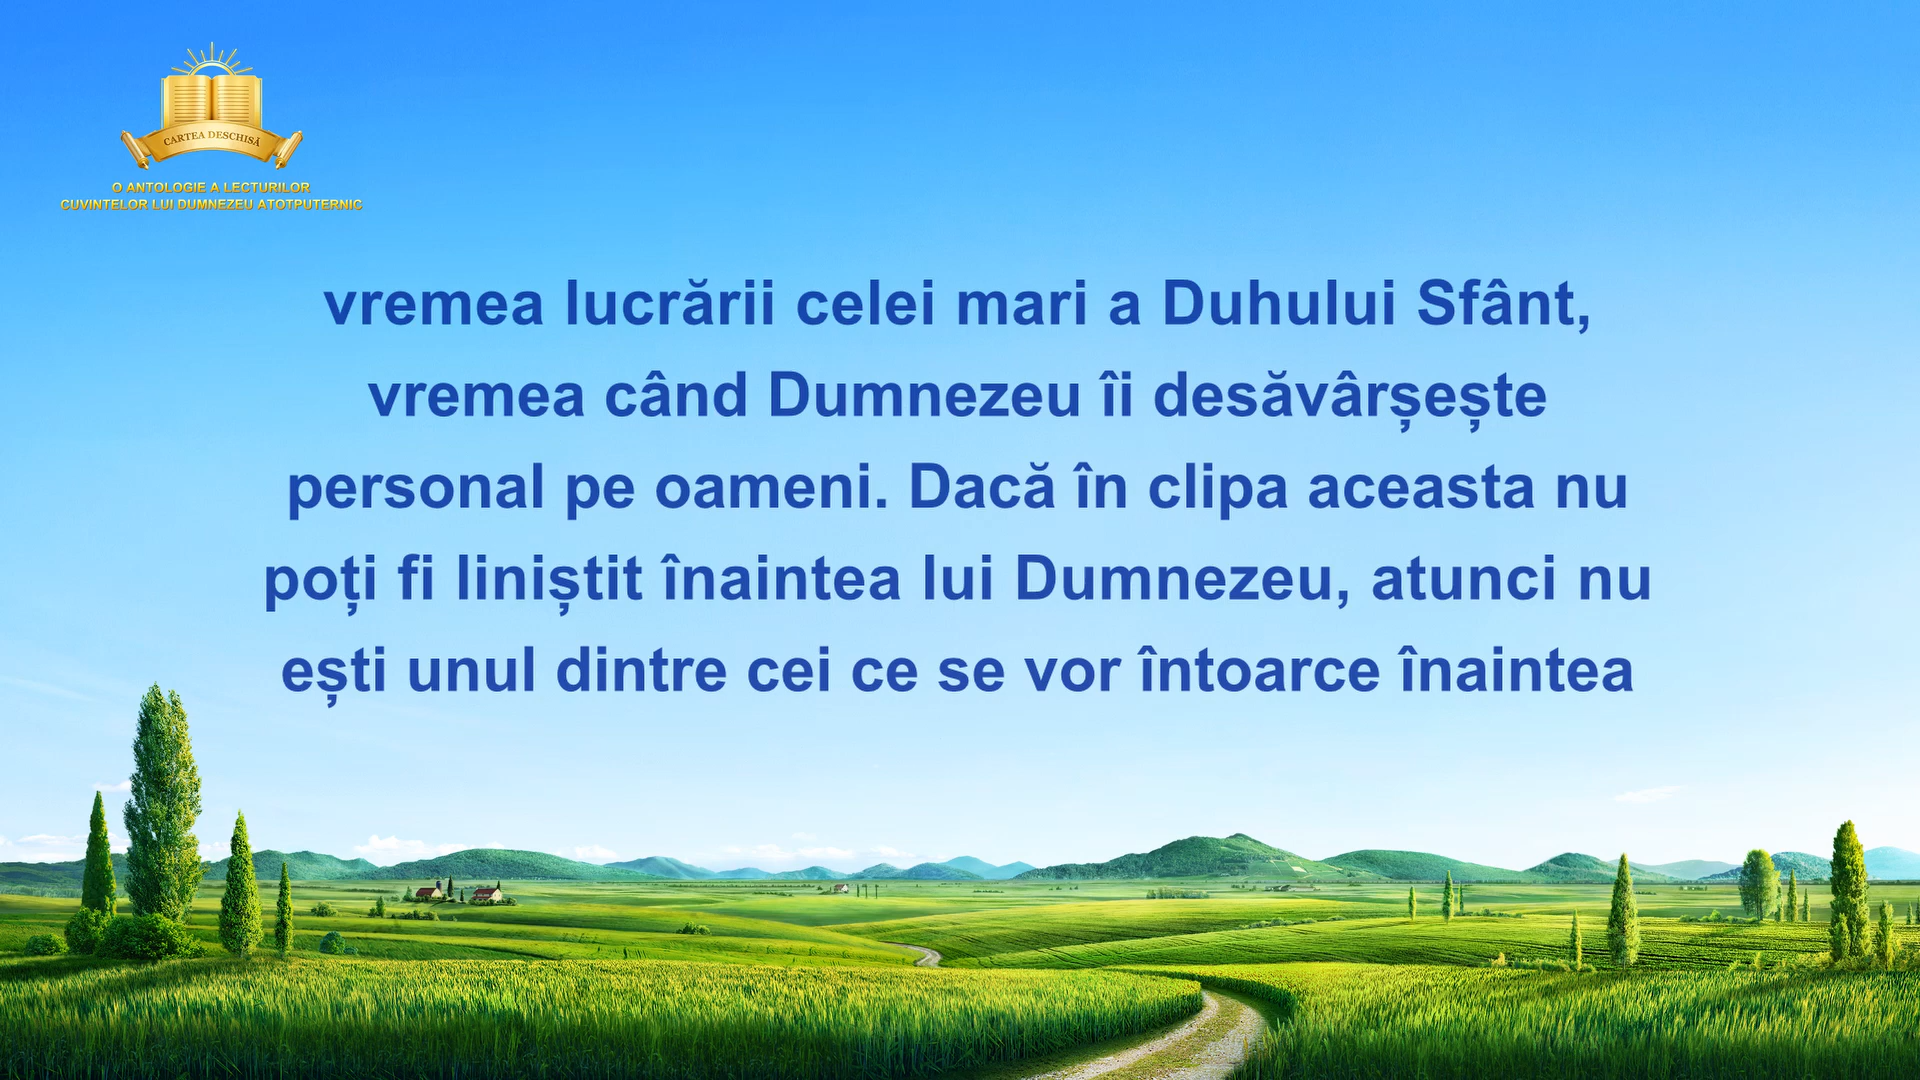 CARTEA DESCHISĂ
O ANTOLOGIE A LECTURILOR
CUVINTELOR LUI DUMNEZEU ATOTPUTERNIC
vremea lucrării celei mari a Duhului Sfânt,
vremea când Dumnezeu îi desăvârșește
personal pe oameni. Dacă în clipa aceasta nu
poți fi liniștit înaintea lui Dumnezeu, atunci nu
ești unul dintre cei ce se vor întoarce înaintea